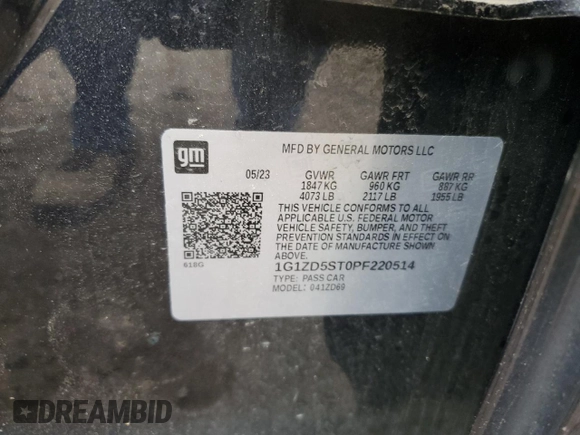 gm
MFD BY GENERAL MOTORS LLC
05/23 GVWR GAWR FRT GAWR RR
1847 KG 960 KG 887 KG
4073 LB 2117 LB 1955 LB
THIS VEHICLE CONFORMS TO ALL
APPLICABLE U.S. FEDERAL MOTOR
VEHICLE SAFETY, BUMPER, AND THEFT
PREVENTION STANDARDS IN EFFECT ON
THE DATE OF MANUFACTURE SHOWN
ABOVE.
618G
1G1ZD5ST0PF220514
TYPE: PASS CAR
MODEL: 041ZD69
DREAMBID